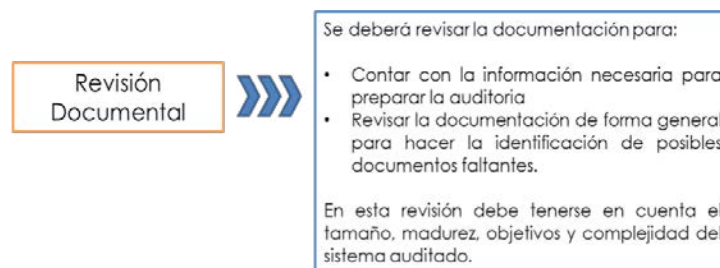 Revisión
Documental
Se deberá revisar la documentación para:
• Contar con la información necesaria para
preparar la auditoria
• Revisar la documentación de forma general
para hacer la identificación de posibles
documentos faltantes.
En esta revisión debe tenerse en cuenta el
tamaño, madurez, objetivos y complejidad del
sistema auditado.